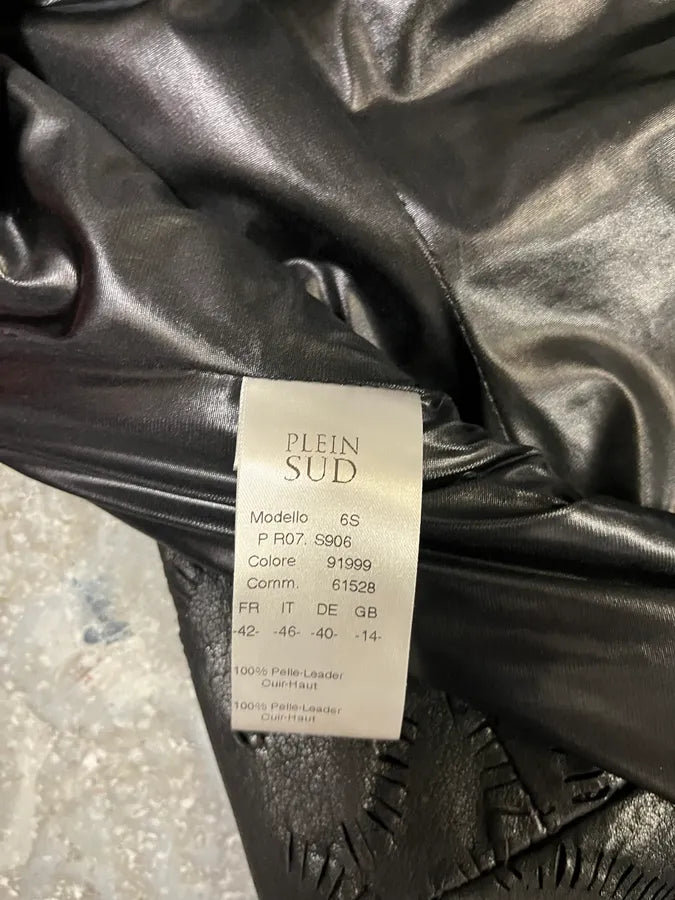 PLEIN
SUD
Modello 6S
P R07. S906
Colore 91999
Comm. 61528
FR IT DE GB
-42- -46- -40- -14-
100% Pelle-Leader
Cuir-Haut
100% Pelle-Leader
Cuir-Haut